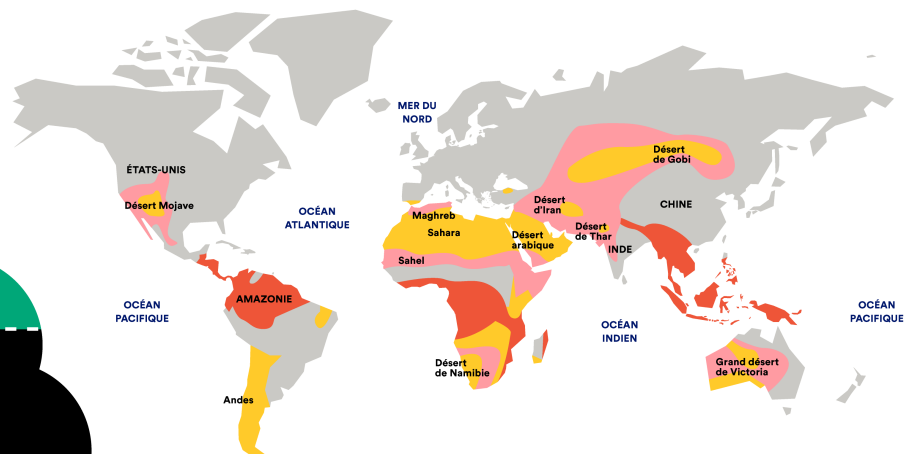 MER DU
NORD
Désert
de Gobi
ÉTATS-UNIS
Désert Mojave
OCÉAN
ATLANTIQUE
Maghreb
Sahara
Désert
d'Iran
CHINE
Désert
arabique
Désert
de Thar
INDE
Sahel
AMAZONIE
OCÉAN
PACIFIQUE
OCÉAN
INDIEN
OCÉAN
PACIFIQUE
Désert
de Namibie
Grand désert
de Victoria
Andes